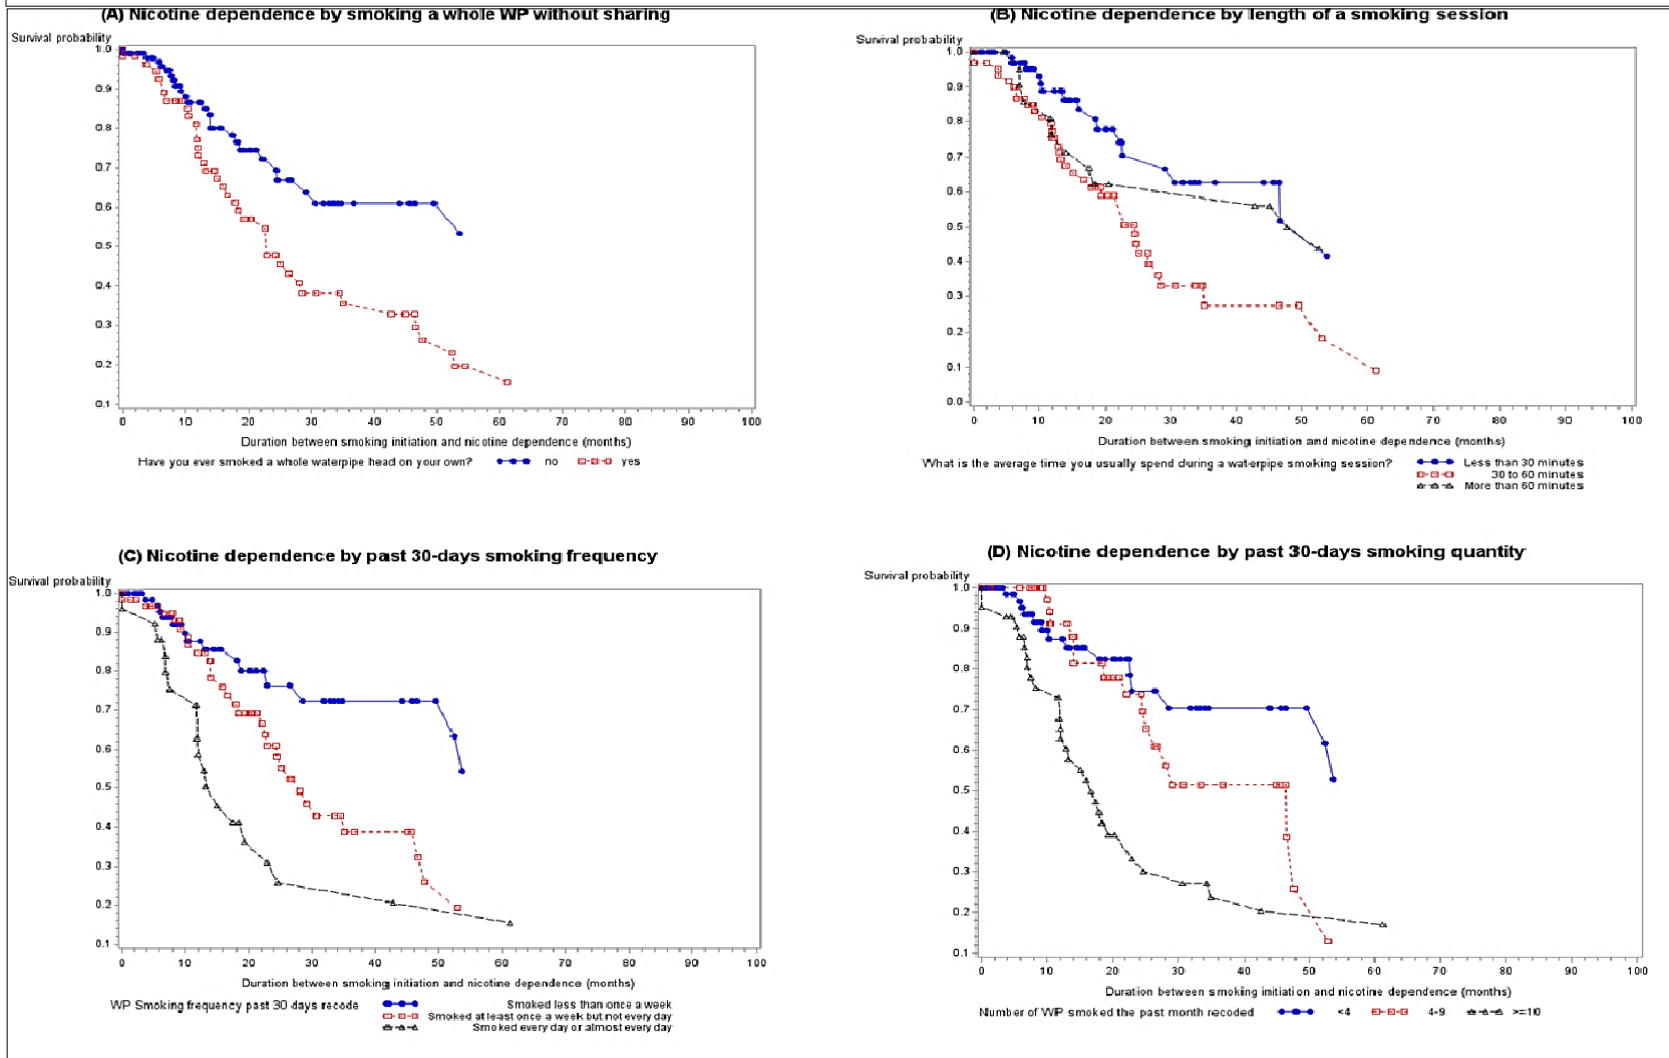 (A) Nicotine dependence by smoking a whole WP without sharing
Survival probability
1.0
0.9
0.8
0.7
0.6
0.5
0.4
0.3
0.2
0.1
0 10 20 30 40 50 60 70 80 90 100
Duration between smoking initiation and nicotine dependence (months)
Have you ever smoked a whole waterpipe head on your own? no yes
(B) Nicotine dependence by length of a smoking session
Survival probability
1.0
0.9
0.8
0.7
0.6
0.5
0.4
0.3
0.2
0.1
0.0
0 10 20 30 40 50 60 70 80 90 100
Duration between smoking initiation and nicotine dependence (months)
What is the average time you usually spend during a waterpipe smoking session? Less than 30 minutes
30 to 60 minutes
More than 60 minutes
(C) Nicotine dependence by past 30-days smoking frequency
Survival probability
1.0
0.9
0.8
0.7
0.6
0.5
0.4
0.3
0.2
0.1
0 10 20 30 40 50 60 70 80 90 100
Duration between smoking initiation and nicotine dependence (months)
WP Smoking frequency past 30 days recode Smoked less than once a week
Smoked at least once a week but not every day
Smoked every day or almost every day
(D) Nicotine dependence by past 30-days smoking quantity
Survival probability
1.0
0.9
0.8
0.7
0.6
0.5
0.4
0.3
0.2
0.1
0 10 20 30 40 50 60 70 80 90 100
Duration between smoking initiation and nicotine dependence (months)
Number of WP smoked the past month recoded <4 4-9 >=10